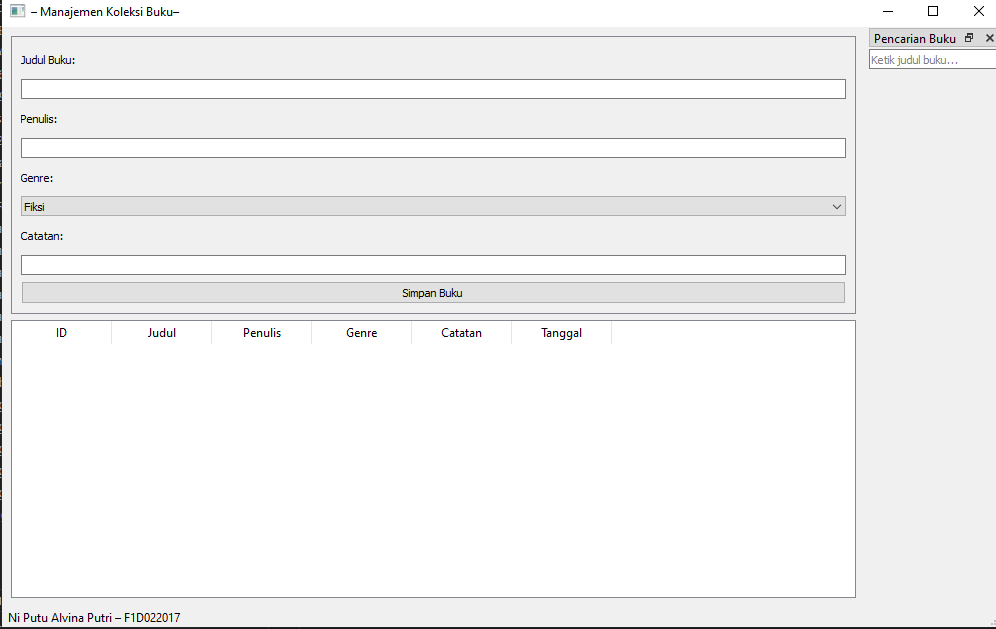 – Manajemen Koleksi Buku–
Judul Buku:
Penulis:
Genre:
Fiksi
Catatan:
Simpan Buku
ID Judul Penulis Genre Catatan Tanggal
Pencarian Buku
Ketik judul buku...
Ni Putu Alvina Putri – F1D022017